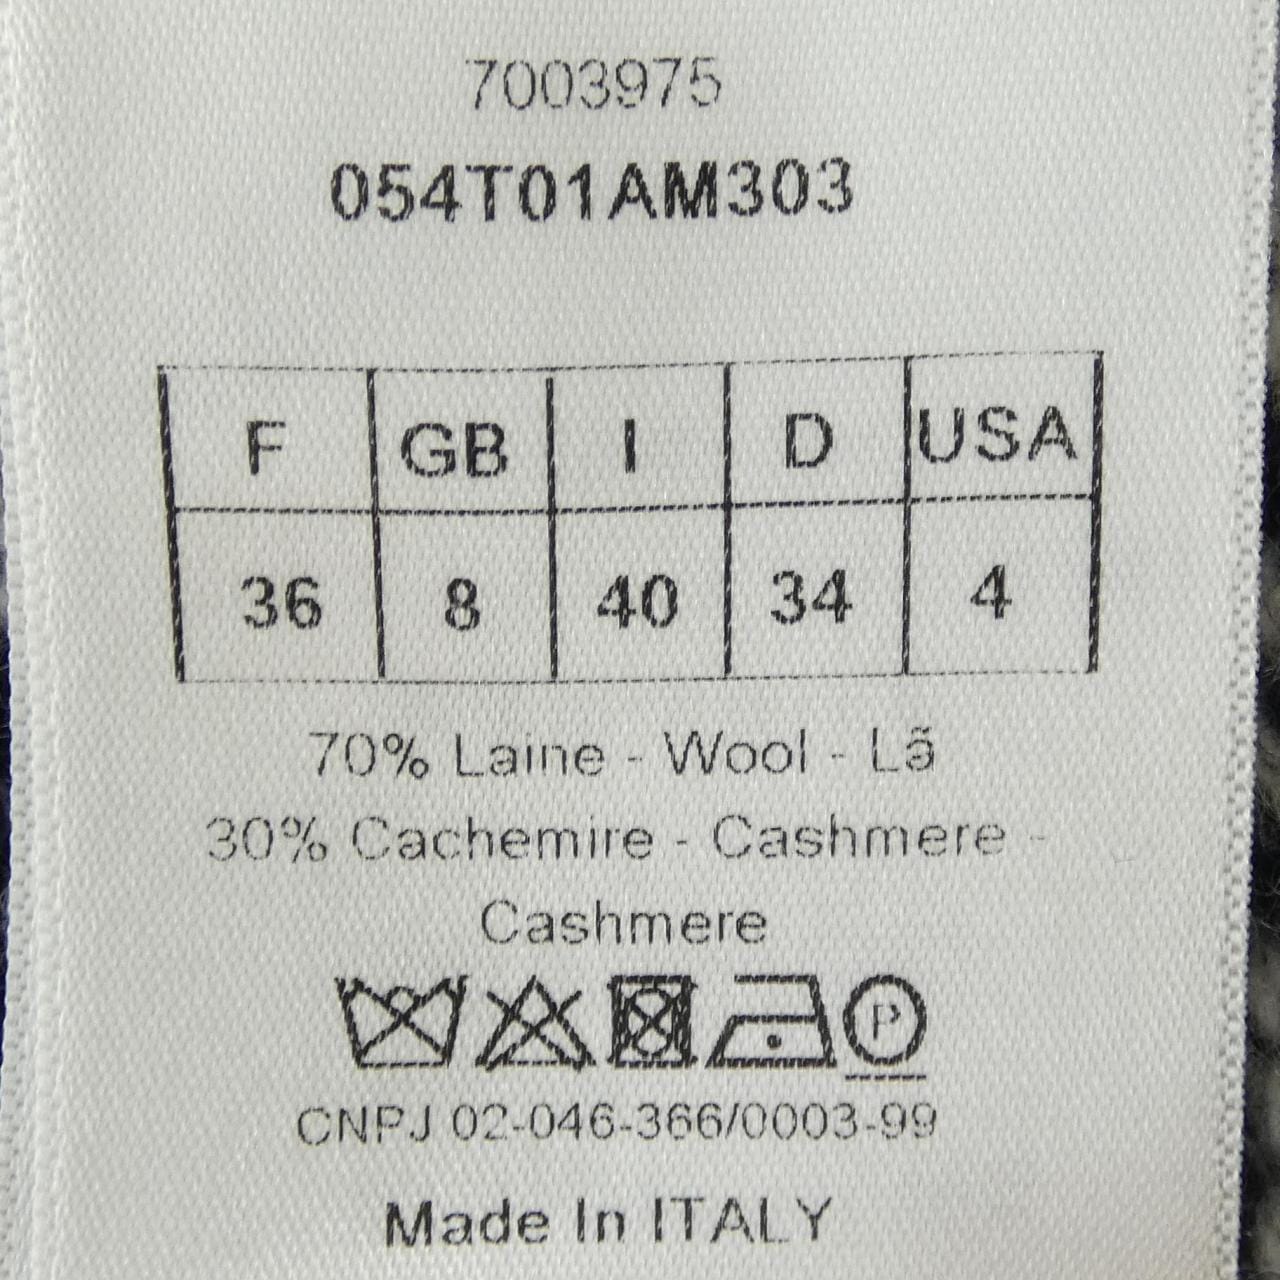 7003975
054T01AM303
F GB I D USA
36 8 40 34 4
70% Laine - Wool - Lã
30% Cachemire - Cashmere -
Cashmere
P
CNPJ 02-046-366/0003-99
Made In ITALY